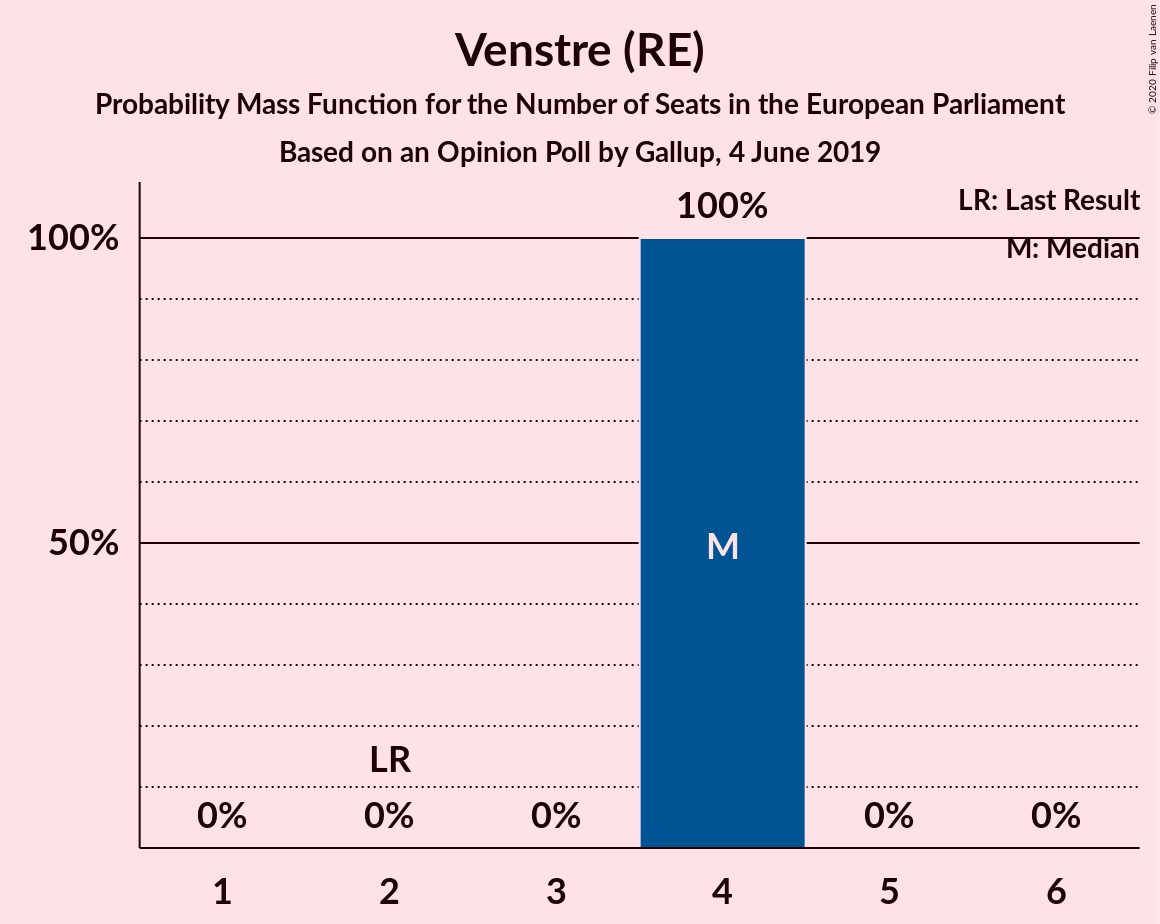 Venstre (RE)
Probability Mass Function for the Number of Seats in the European Parliament
Based on an Opinion Poll by Gallup, 4 June 2019
© 2020 Filip van Laenen
LR: Last Result
M: Median
100%
100%
50%
M
LR
0%
0%
0%
0%
0%
1 2 3 4 5 6